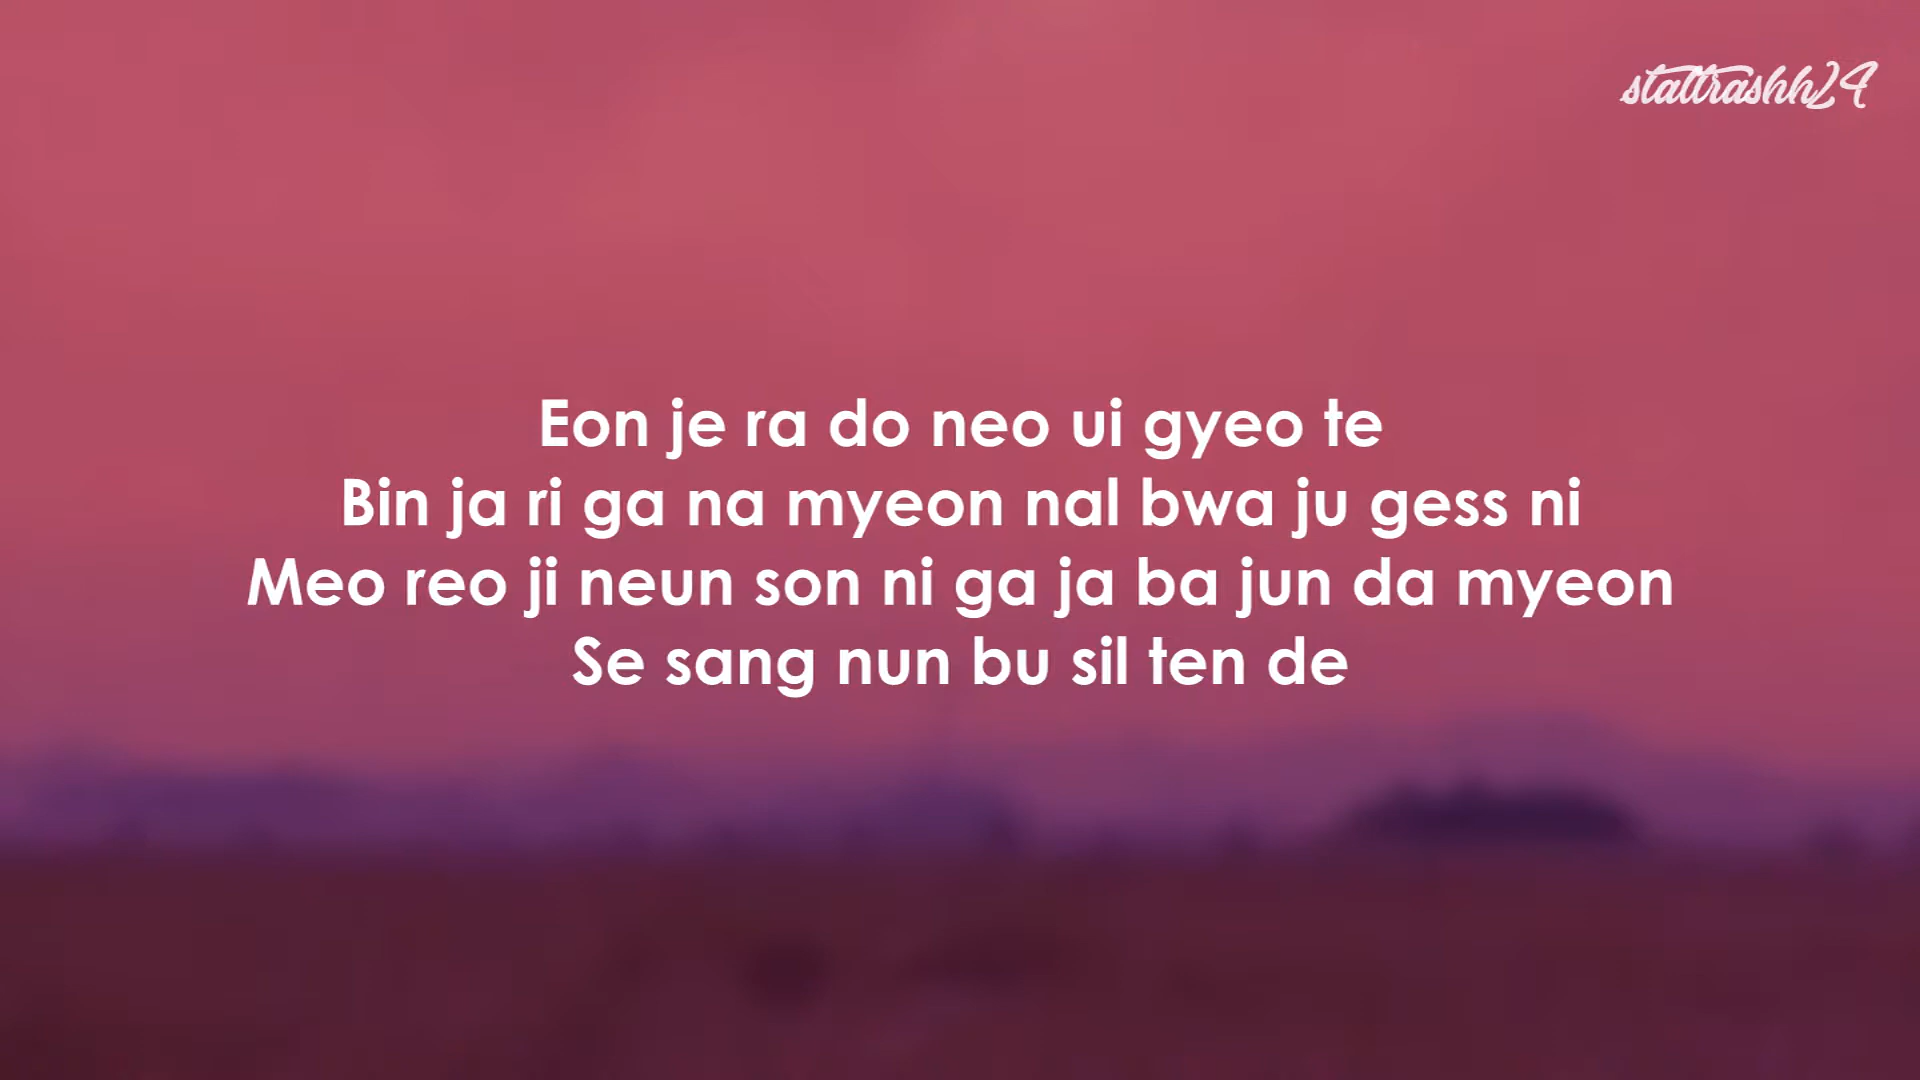 stattrashh24
Eon je ra do neo ui gyeo te
Bin ja ri ga na myeon nal bwa ju gess ni
Meo reo ji neun son ni ga ja ba jun da myeon
Se sang nun bu sil ten de